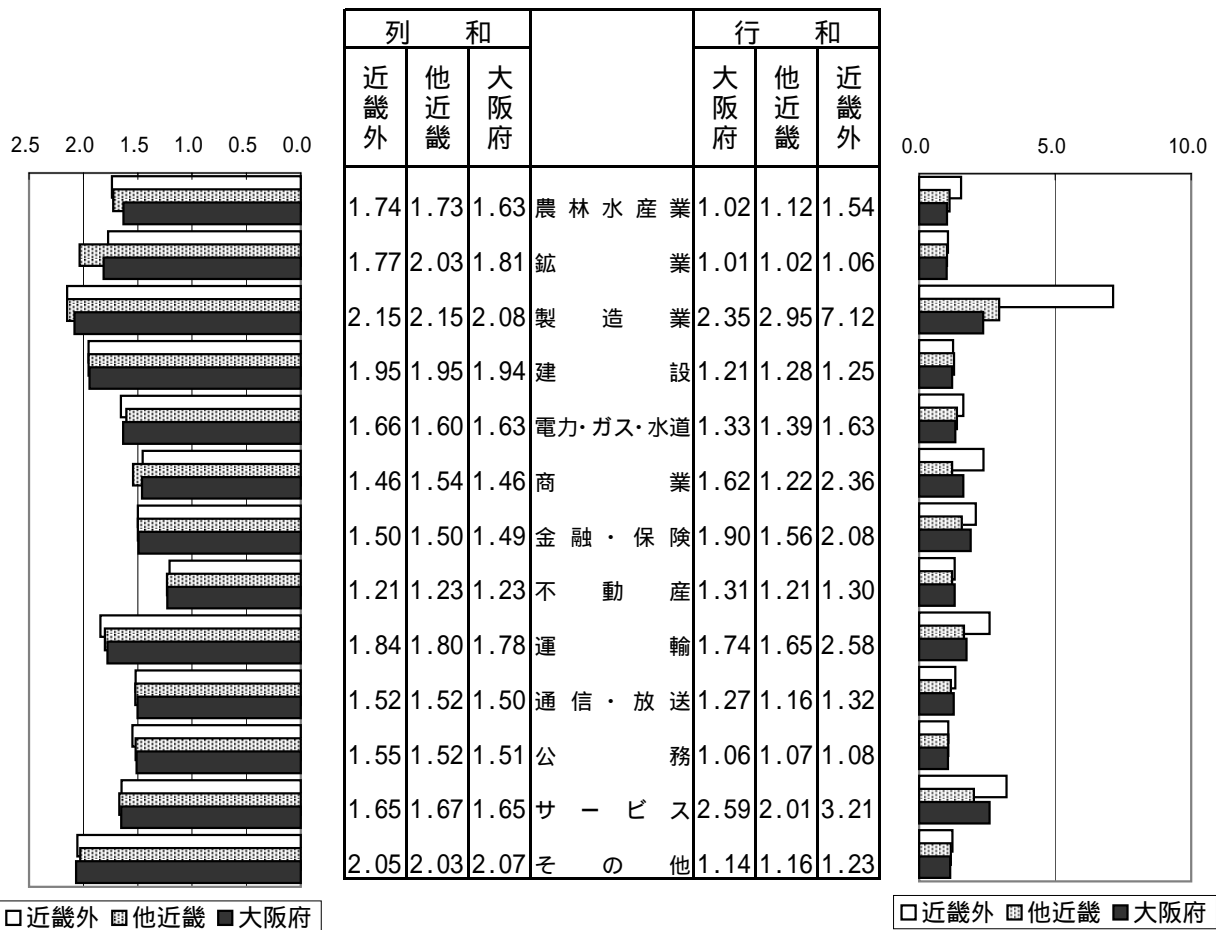 列 和 行 和
近畿外 他近畿 大阪府 大阪府 他近畿 近畿外
2.5 2.0 1.5 1.0 0.5 0.0
0.0 5.0 10.0
1.74 1.73 1.63 農林水産業 1.02 1.12 1.54
1.77 2.03 1.81 鉱業 1.01 1.02 1.06
2.15 2.15 2.08 製造業 2.35 2.95 7.12
1.95 1.95 1.94 建設 1.21 1.28 1.25
1.66 1.60 1.63 電力・ガス・水道 1.33 1.39 1.63
1.46 1.54 1.46 商業 1.62 1.22 2.36
1.50 1.50 1.49 金融・保険 1.90 1.56 2.08
1.21 1.23 1.23 不動産 1.31 1.21 1.30
1.84 1.80 1.78 運輸 1.74 1.65 2.58
1.52 1.52 1.50 通信・放送 1.27 1.16 1.32
1.55 1.52 1.51 公務 1.06 1.07 1.08
1.65 1.67 1.65 サービス 2.59 2.01 3.21
2.05 2.03 2.07 その他 1.14 1.16 1.23
近畿外 他近畿 大阪府
近畿外 他近畿 大阪府